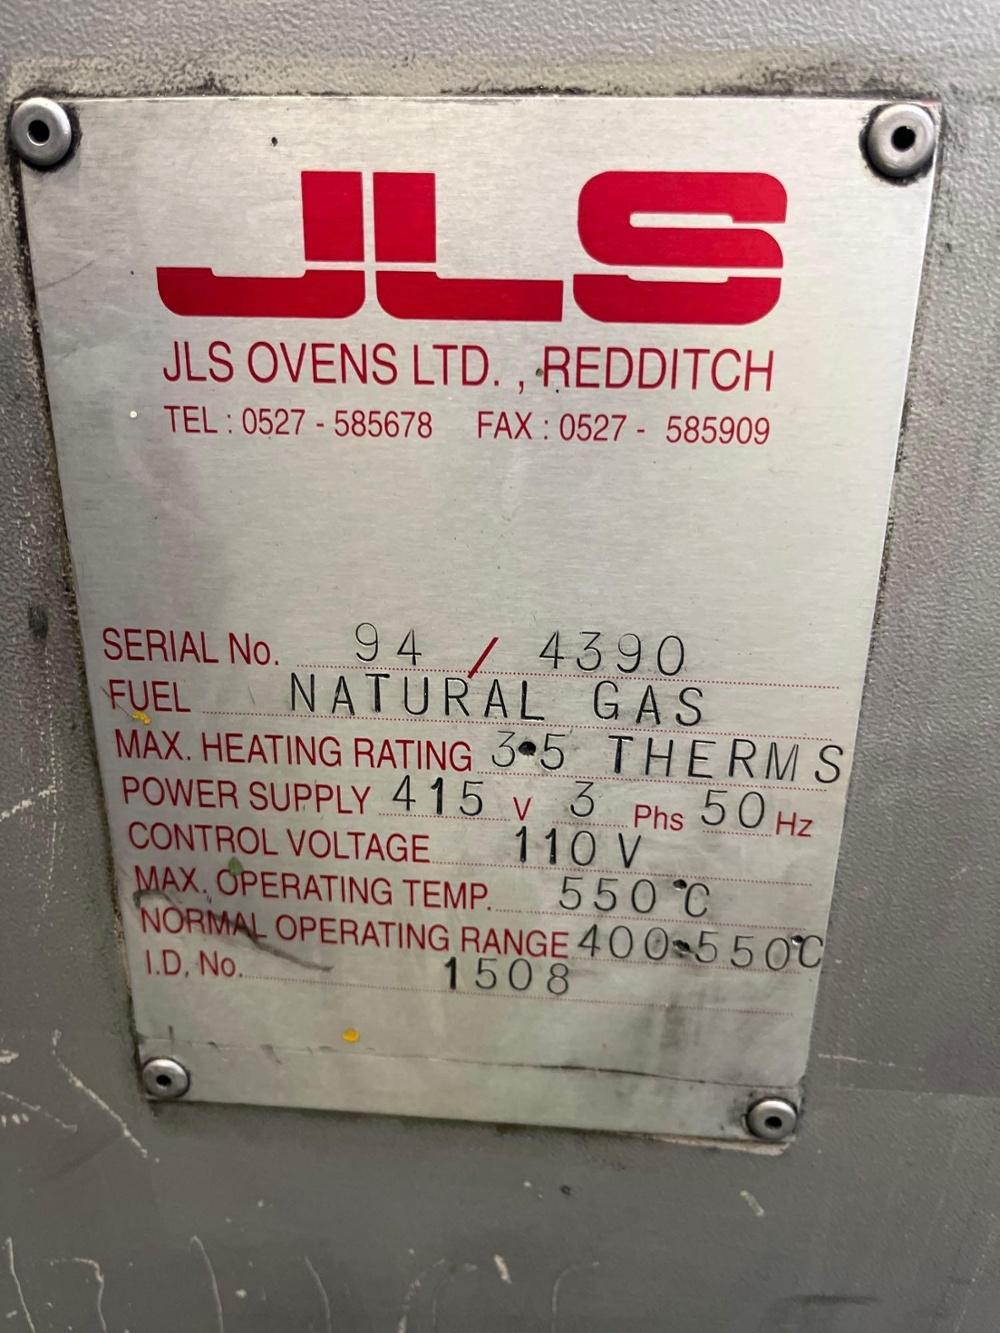 JLS
JLS OVENS LTD. , REDDITCH
TEL : 0527 - 585678 FAX : 0527 - 585909
SERIAL No. 94 / 4390
FUEL NATURAL GAS
MAX. HEATING RATING 3.5 THERMS
POWER SUPPLY 415 V 3 Phs 50 Hz
CONTROL VOLTAGE 110 V
MAX. OPERATING TEMP. 550°C
NORMAL OPERATING RANGE 400-550°C
I.D. No. 1508